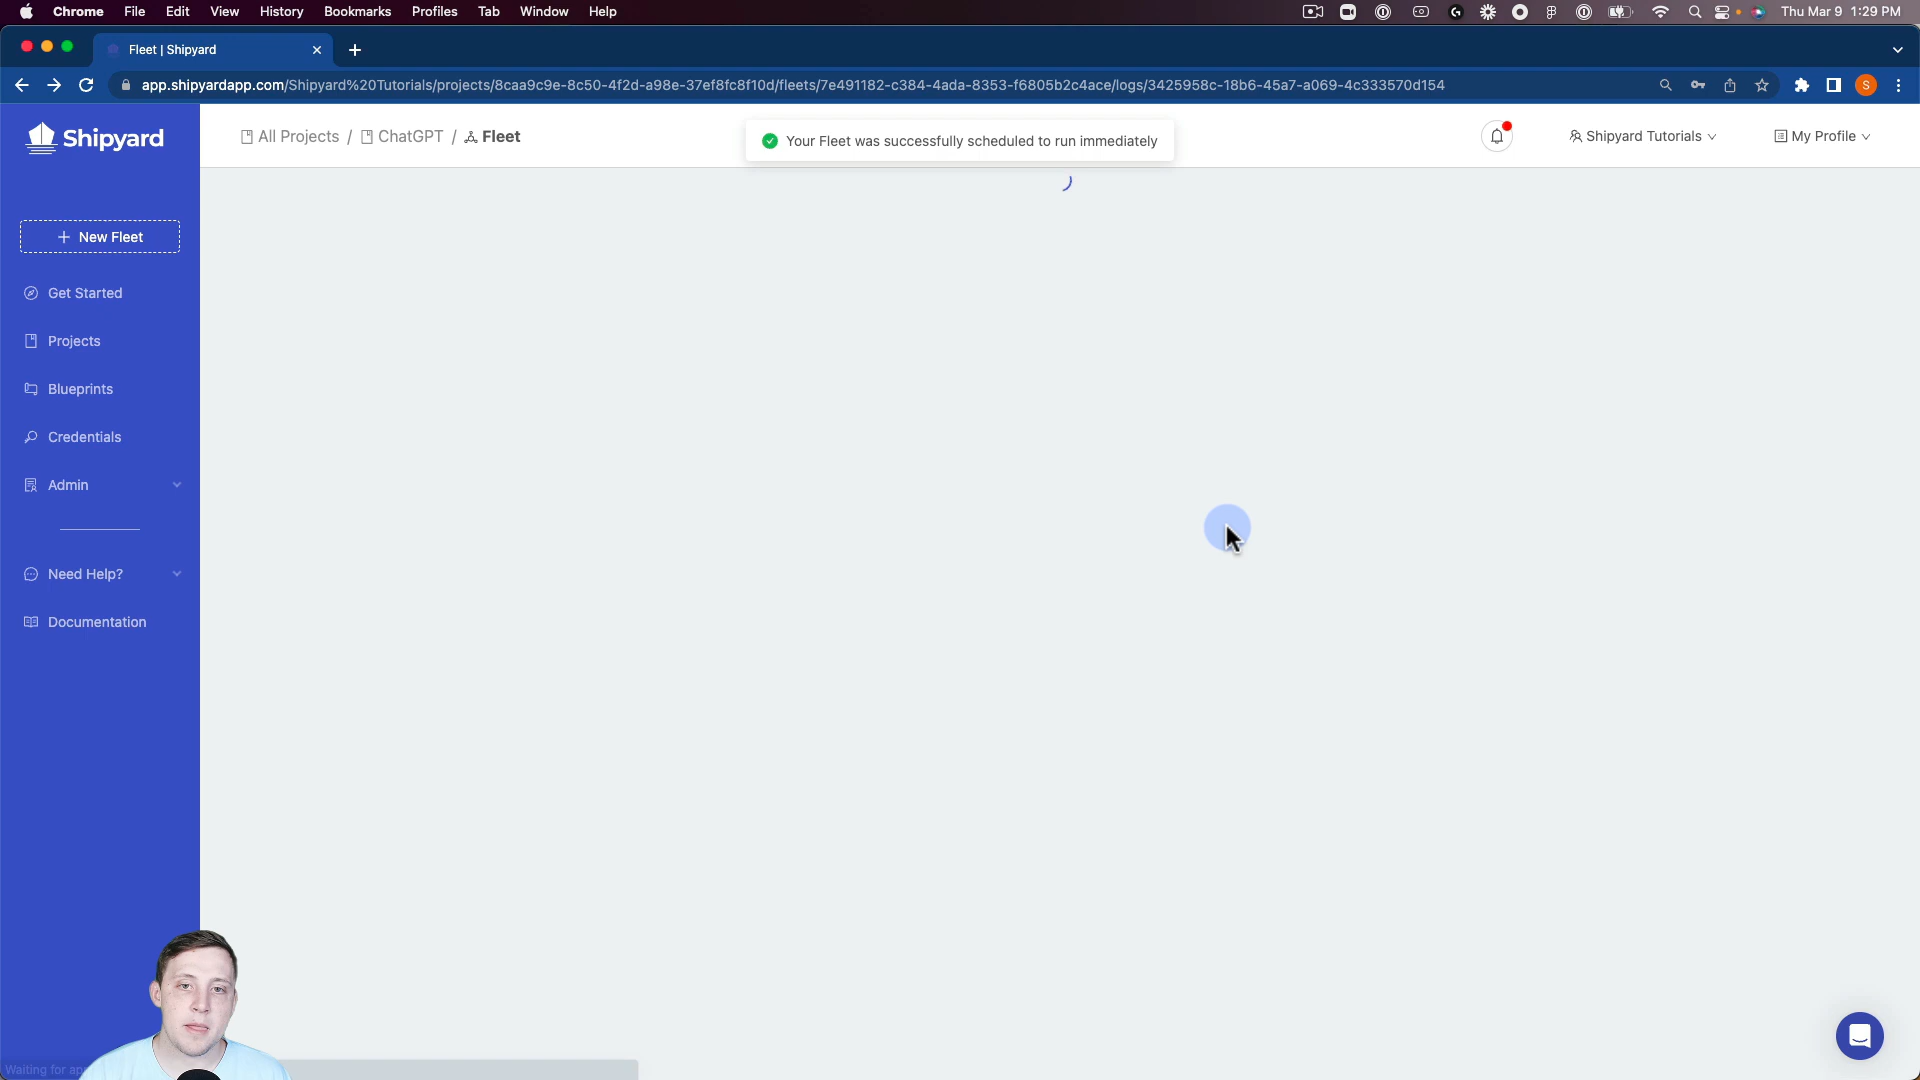 Chrome File Edit View History Bookmarks Profiles Tab Window Help Thu Mar 9 1:29 PM
Fleet | Shipyard
app.shipyardapp.com/Shipyard%20Tutorials/projects/8caa9c9e-8c50-4f2d-a98e-37ef8fc8f10d/fleets/7e491182-c384-4ada-8353-f6805b2c4ace/logs/3425958c-18b6-45a7-a069-4c333570d154
S
Shipyard
All Projects / ChatGPT / Fleet
Your Fleet was successfully scheduled to run immediately
Shipyard Tutorials
My Profile
+ New Fleet
Get Started
Projects
Blueprints
Credentials
Admin
Need Help?
Documentation
Waiting for